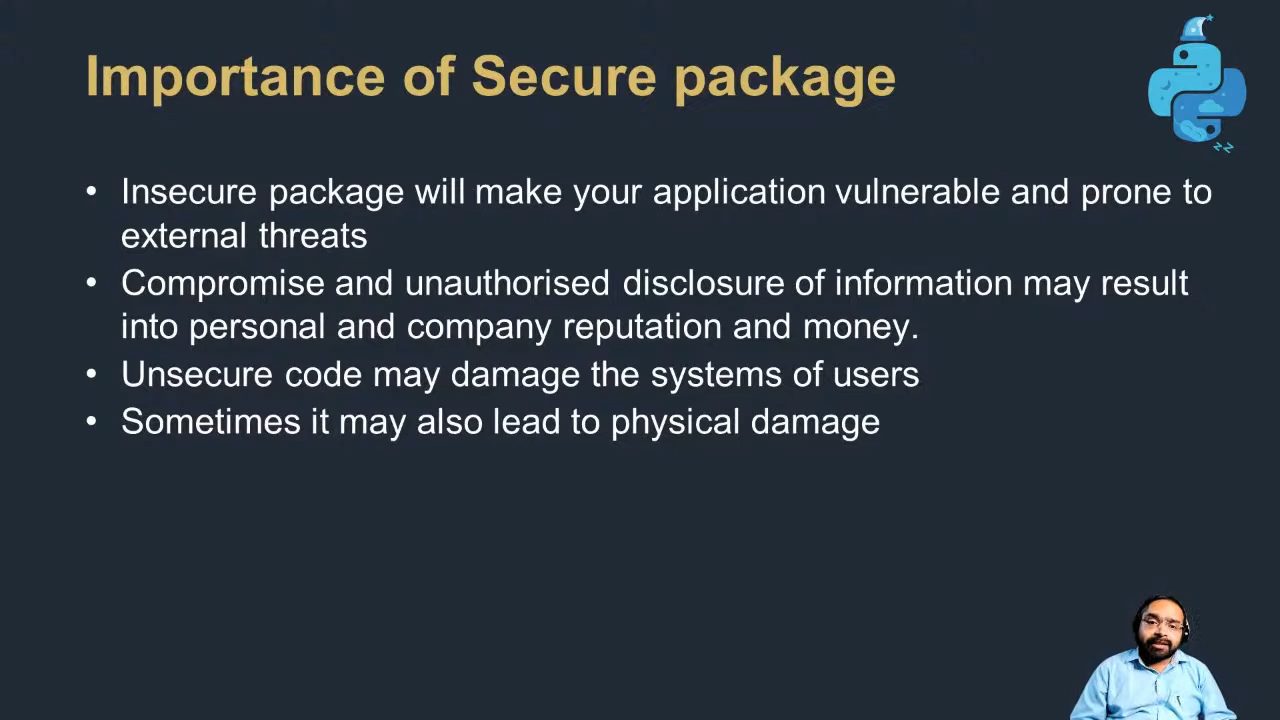 Importance of Secure package
• Insecure package will make your application vulnerable and prone to
external threats
• Compromise and unauthorised disclosure of information may result
into personal and company reputation and money.
• Unsecure code may damage the systems of users
• Sometimes it may also lead to physical damage
zz